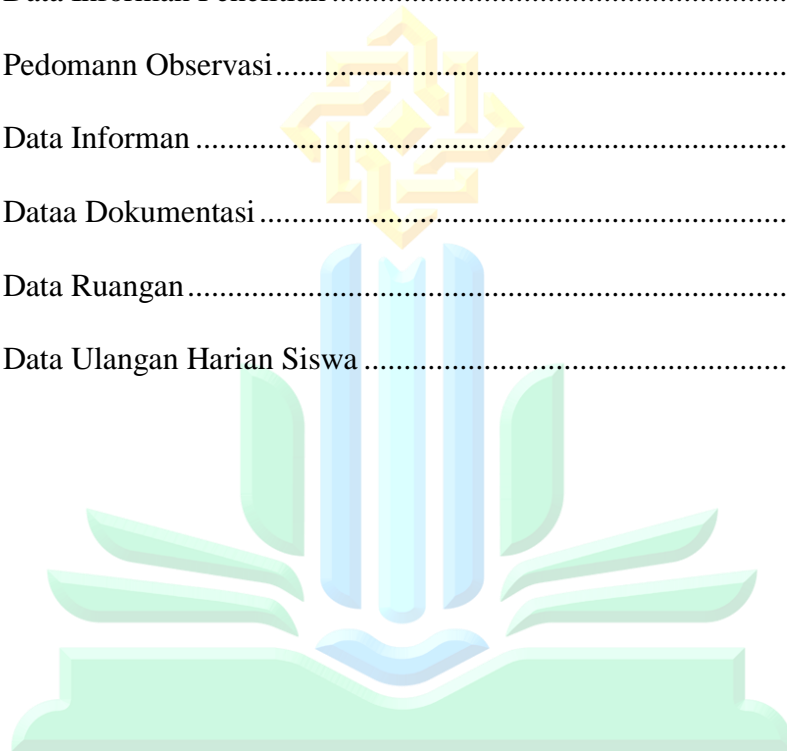 Pedomann Observasi................................................................
Data Informan ..........................................................................
Dataa Dokumentasi..................................................................
Data Ruangan...........................................................................
Data Ulangan Harian Siswa .....................................................